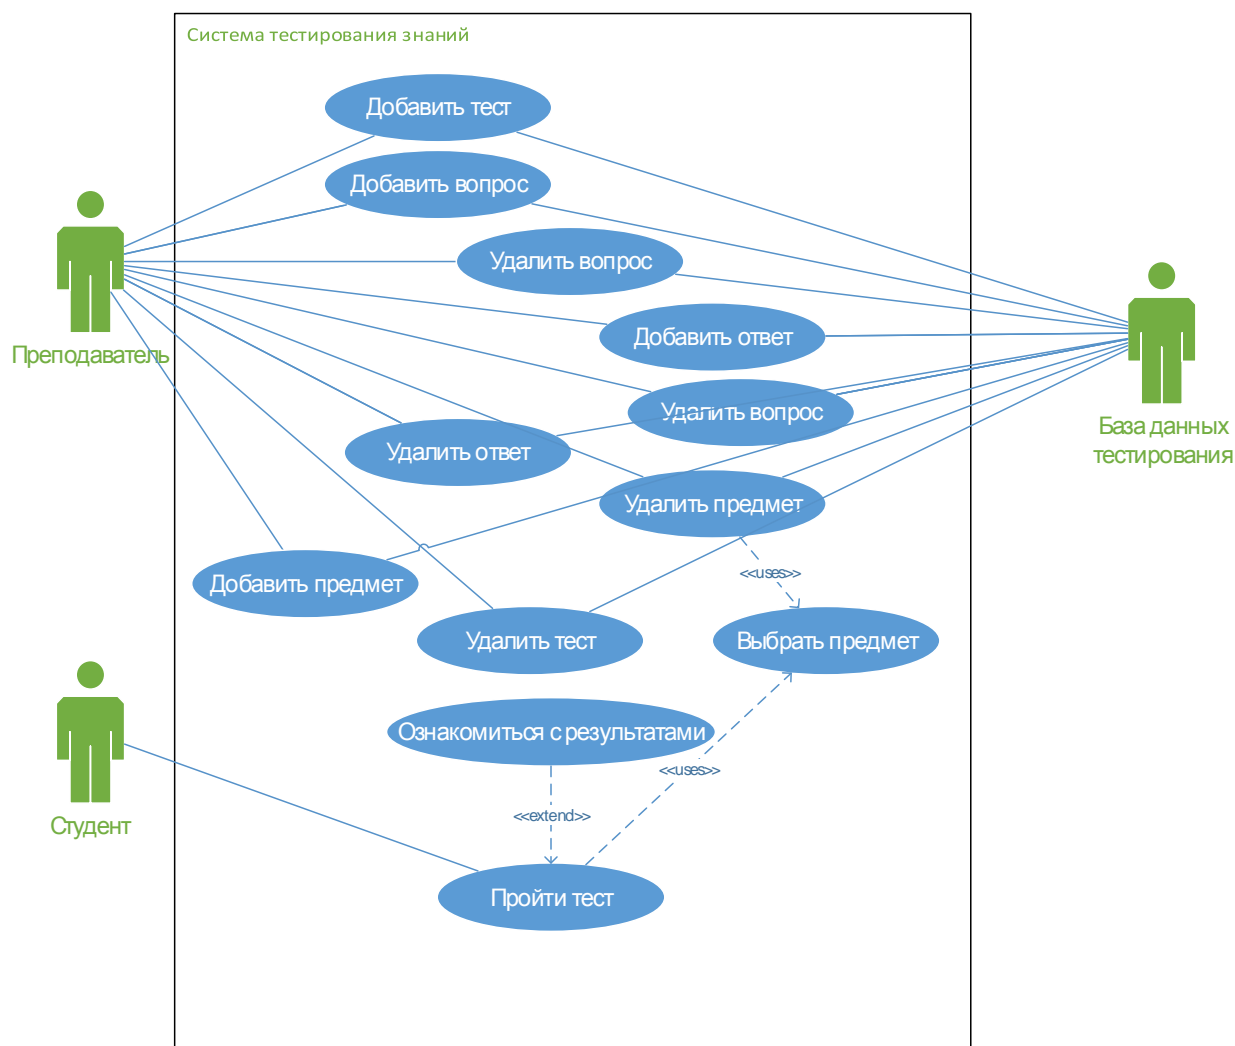 Система тестирования знаний
Добавить тест
Добавить вопрос
Удалить вопрос
Добавить ответ
Преподаватель
Удалить вопрос
База данных
тестирования
Удалить ответ
Удалить предмет
<<uses>>
Добавить предмет
Удалить тест
Выбрать предмет
Ознакомиться с результатами
<<uses>>
<<extend>>
Студент
Пройти тест